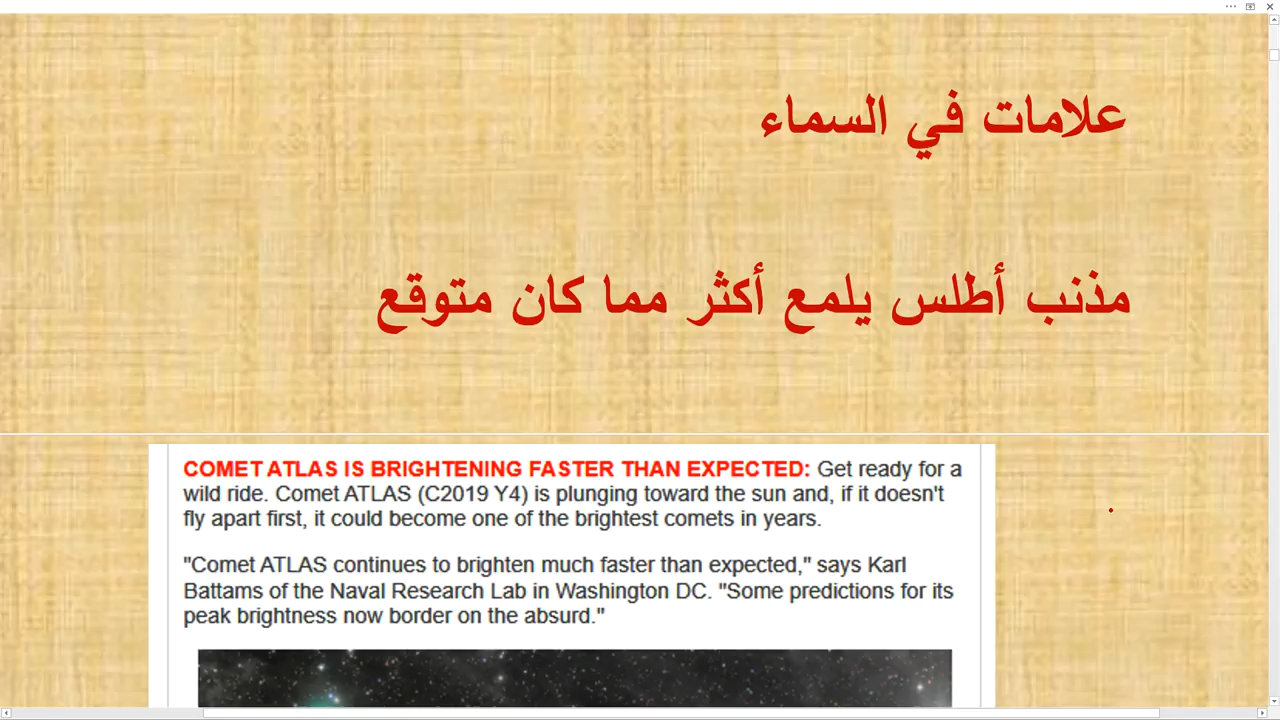 علامات في السماء
مذنب أطلس يلمع أكثر مما كان متوقع
COMET ATLAS IS BRIGHTENING FASTER THAN EXPECTED: Get ready for a
wild ride. Comet ATLAS (C2019 Y4) is plunging toward the sun and, if it doesn't
fly apart first, it could become one of the brightest comets in years.
"Comet ATLAS continues to brighten much faster than expected," says Karl
Battams of the Naval Research Lab in Washington DC. "Some predictions for its
peak brightness now border on the absurd."